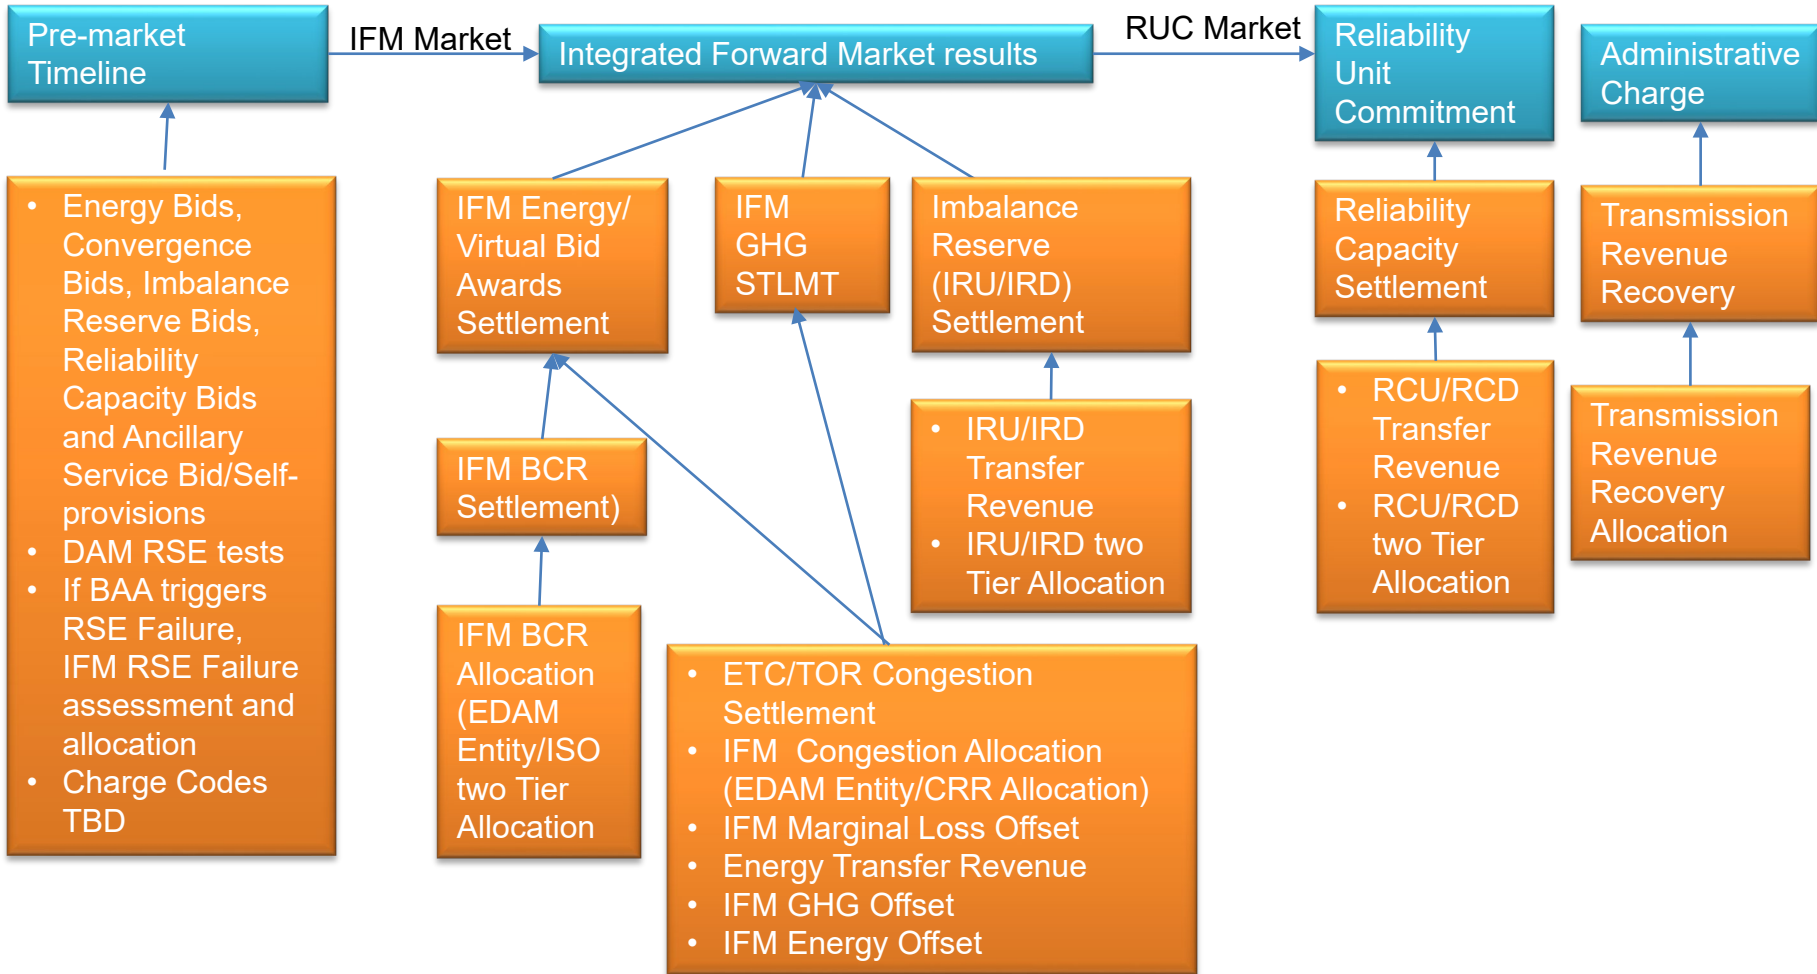 Pre-market
Timeline
IFM Market
Integrated Forward Market results
RUC Market
Reliability
Unit
Commitment
Administrative
Charge
• Energy Bids,
Convergence
Bids, Imbalance
Reserve Bids,
Reliability
Capacity Bids
and Ancillary
Service Bid/Self-
provisions
• DAM RSE tests
• If BAA triggers
RSE Failure,
IFM RSE Failure
assessment and
allocation
• Charge Codes
TBD
IFM Energy/
Virtual Bid
Awards
Settlement
IFM
GHG
STLMT
Imbalance
Reserve
(IRU/IRD)
Settlement
Reliability
Capacity
Settlement
Transmission
Revenue
Recovery
IFM BCR
Settlement)
• IRU/IRD
Transfer
Revenue
• IRU/IRD two
Tier Allocation
• RCU/RCD
Transfer
Revenue
• RCU/RCD
two Tier
Allocation
Transmission
Revenue
Recovery
Allocation
IFM BCR
Allocation
(EDAM
Entity/ISO
two Tier
Allocation
• ETC/TOR Congestion
Settlement
• IFM  Congestion Allocation
(EDAM Entity/CRR Allocation)
• IFM Marginal Loss Offset
• Energy Transfer Revenue
• IFM GHG Offset
• IFM Energy Offset